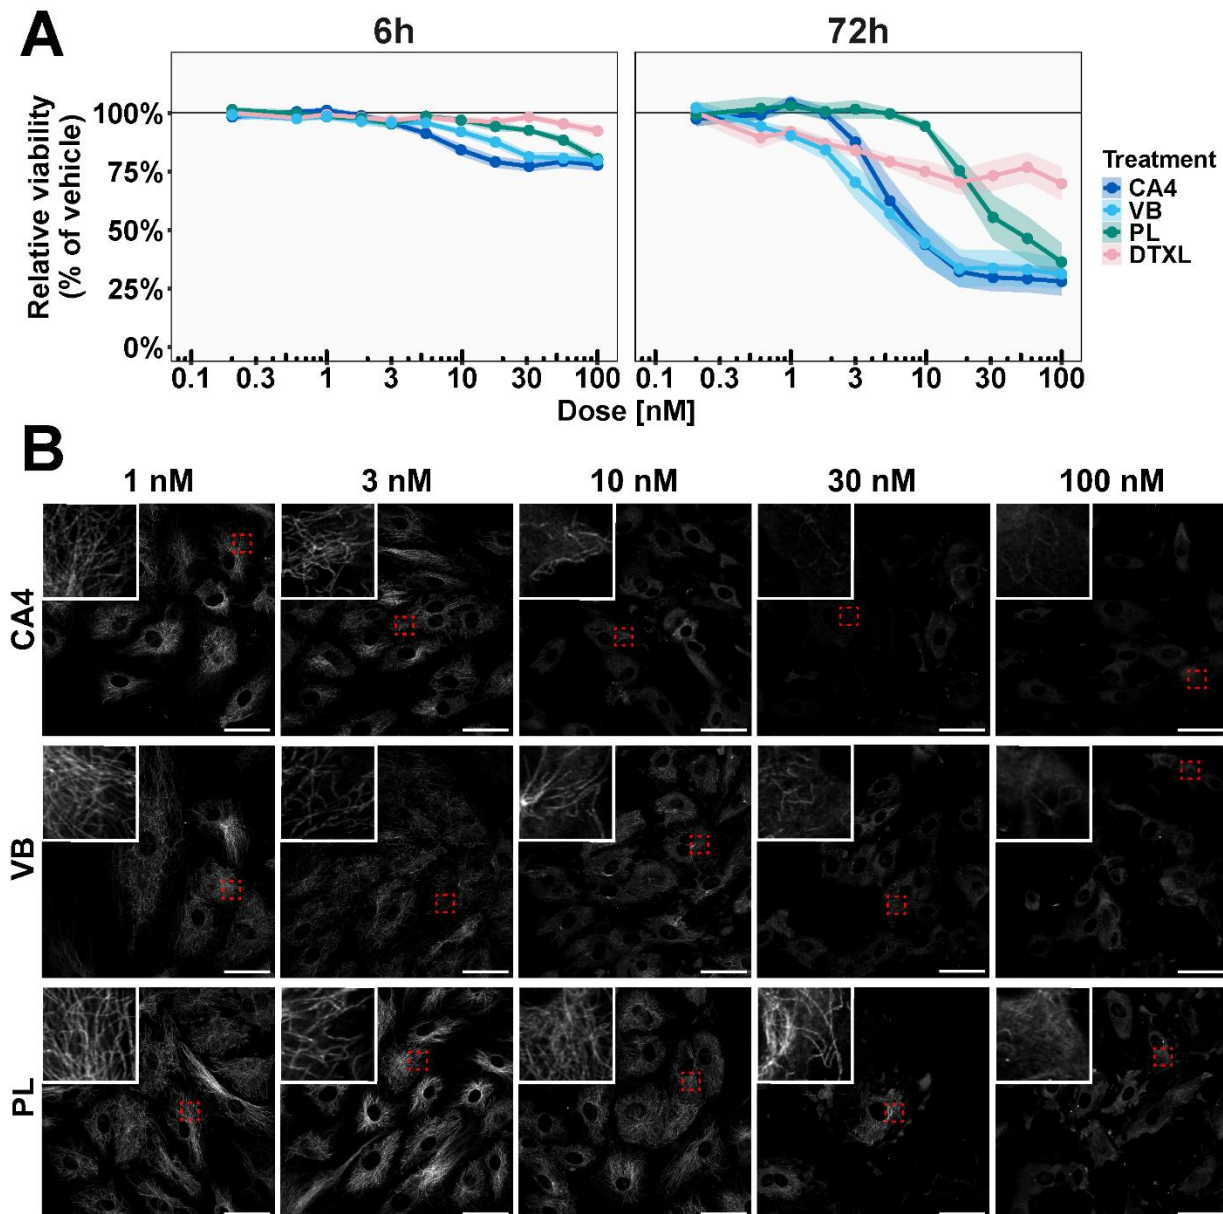 A
6h
72h
Relative viability
(% of vehicle)
100%
75%
50%
25%
0%
0.1 0.3 1 3 10 30 100
0.1 0.3 1 3 10 30 100
Dose [nM]
Treatment
CA4
VB
PL
DTXL
B
1 nM 3 nM 10 nM 30 nM 100 nM
CA4
VB
PL